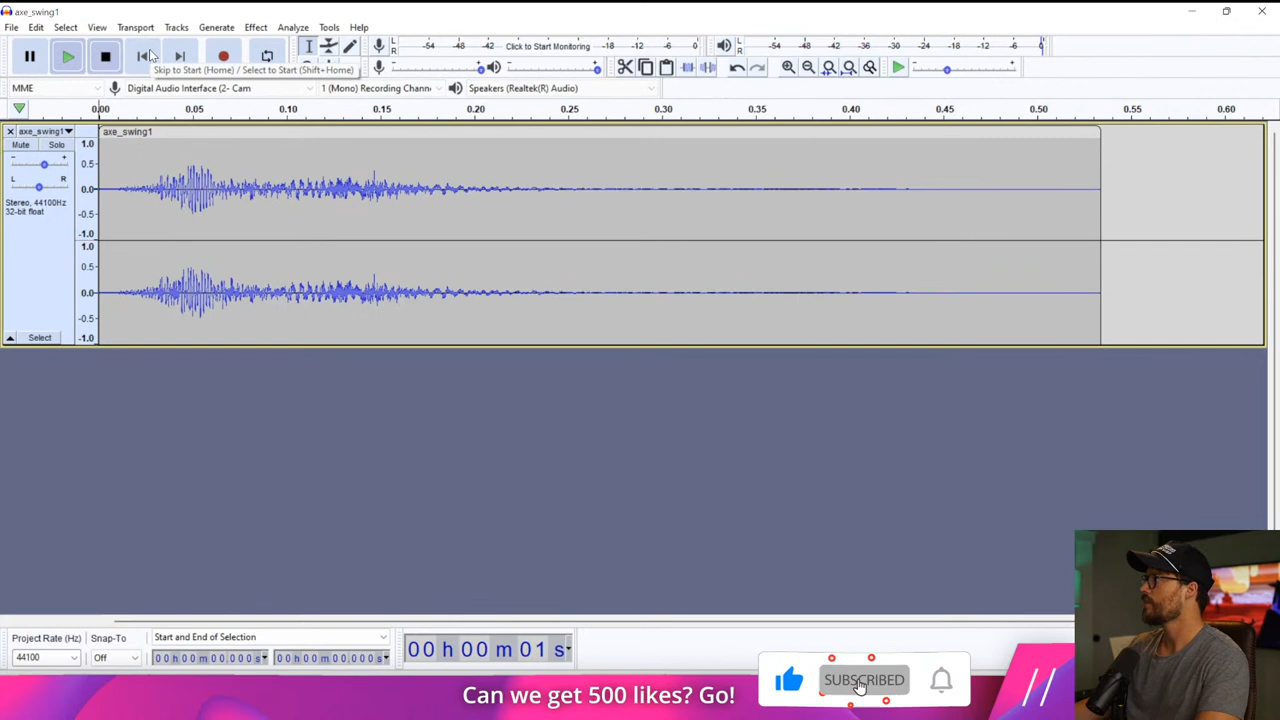 axe_swing1
File Edit Select View Transport Tracks Generate Effect Analyze Tools Help
L R -54 -48 Click to Start Monitoring -18 -12 -6 0
L R -54 -48 -42 -36 -30 -24 -18 -12 -6 0
Skip to Start (Home) / Select to Start (Shift+Home)
MME Digital Audio Interface (2- Cam 1 (Mono) Recording Chann Speakers (Realtek(R) Audio)
0.00 0.05 0.10 0.15 0.20 0.25 0.30 0.35 0.40 0.45 0.50 0.55 0.60
axe_swing1
axe_swing1
Mute Solo
- +
L R
Stereo, 44100Hz
32-bit float
Select
1.0
0.5
0.0
-0.5
-1.0
1.0
0.5
0.0
-0.5
-1.0
Project Rate (Hz) Snap-To Start and End of Selection
44100 Off 00 h 00 m 00.000 s 00 h 00 m 00.000 s
00 h 00 m 01 s
SUBSCRIBED
Can we get 500 likes? Go!